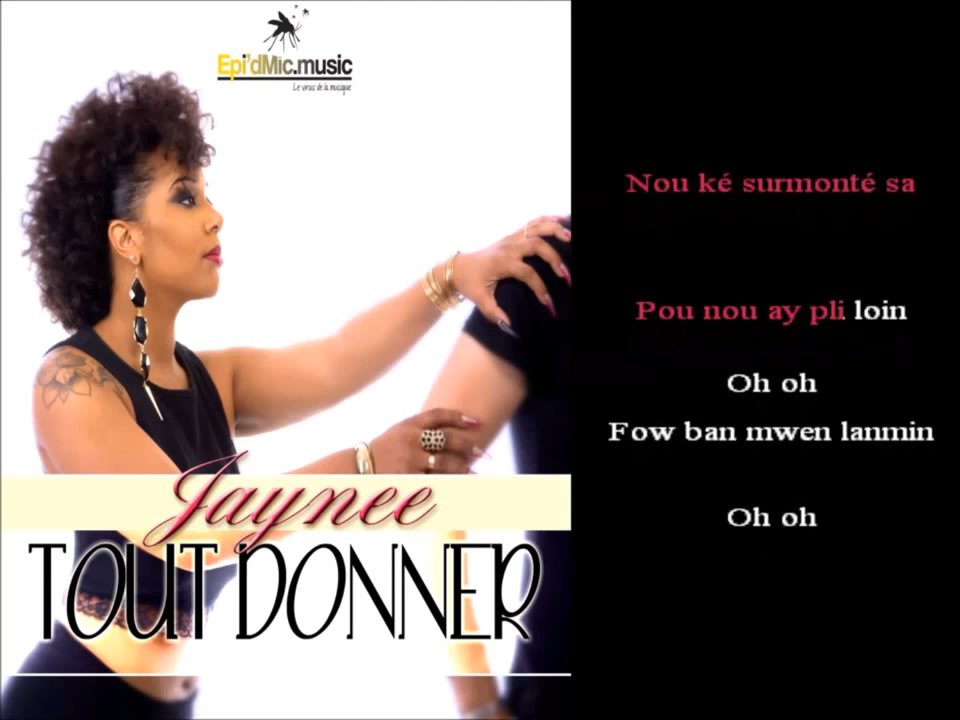 Epi'dMic.music
Le virus de la musique
Jaynee
TOUT DONNER
Nou ké surmonté sa
Pou nou ay pli loin
Oh oh
Fow ban mwen lanmin
Oh oh